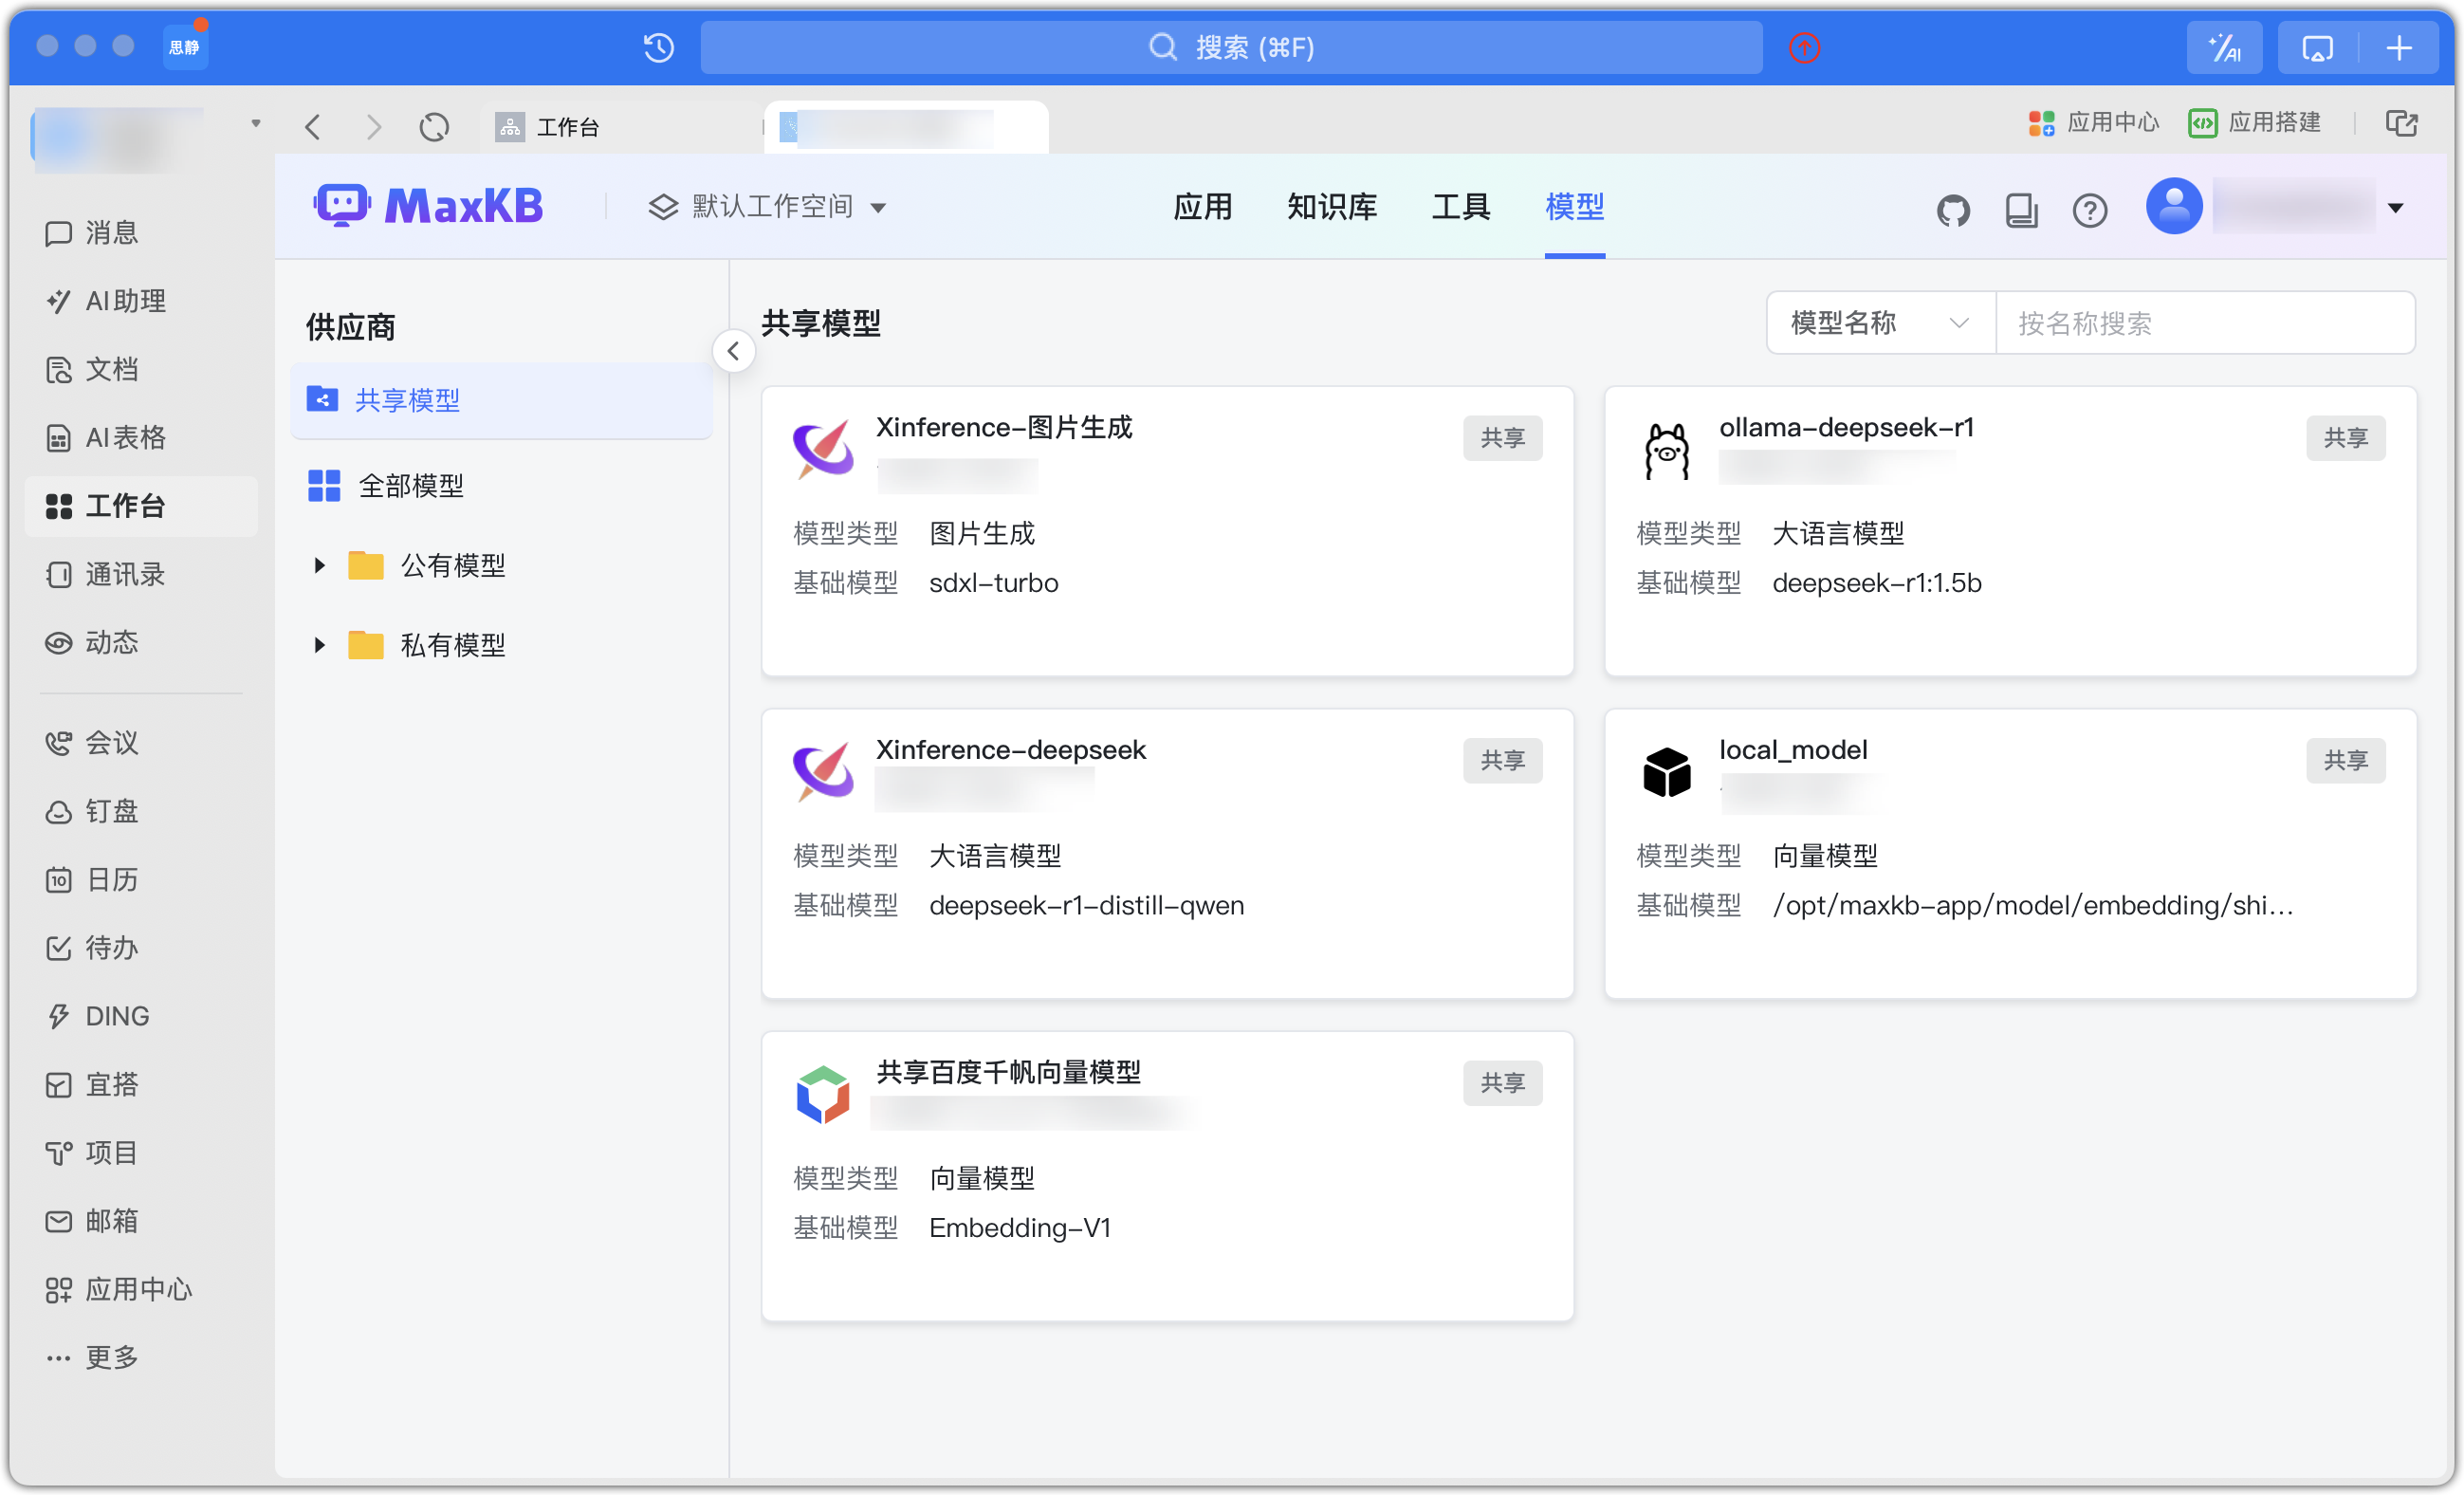 思静
搜索 (⌘F)
AI
工作台
应用中心
应用搭建
消息
AI助理
文档
AI表格
工作台
通讯录
动态
会议
钉盘
10
日历
待办
DING
宜搭
项目
邮箱
应用中心
更多
MaxKB
默认工作空间
应用
知识库
工具
模型
供应商
共享模型
全部模型
公有模型
私有模型
共享模型
模型名称
按名称搜索
Xinference-图片生成
共享
模型类型 图片生成
基础模型 sdxl-turbo
ollama-deepseek-r1
共享
模型类型 大语言模型
基础模型 deepseek-r1:1.5b
Xinference-deepseek
共享
模型类型 大语言模型
基础模型 deepseek-r1-distill-qwen
local_model
共享
模型类型 向量模型
基础模型 /opt/maxkb-app/model/embedding/shi...
共享百度千帆向量模型
共享
模型类型 向量模型
基础模型 Embedding-V1